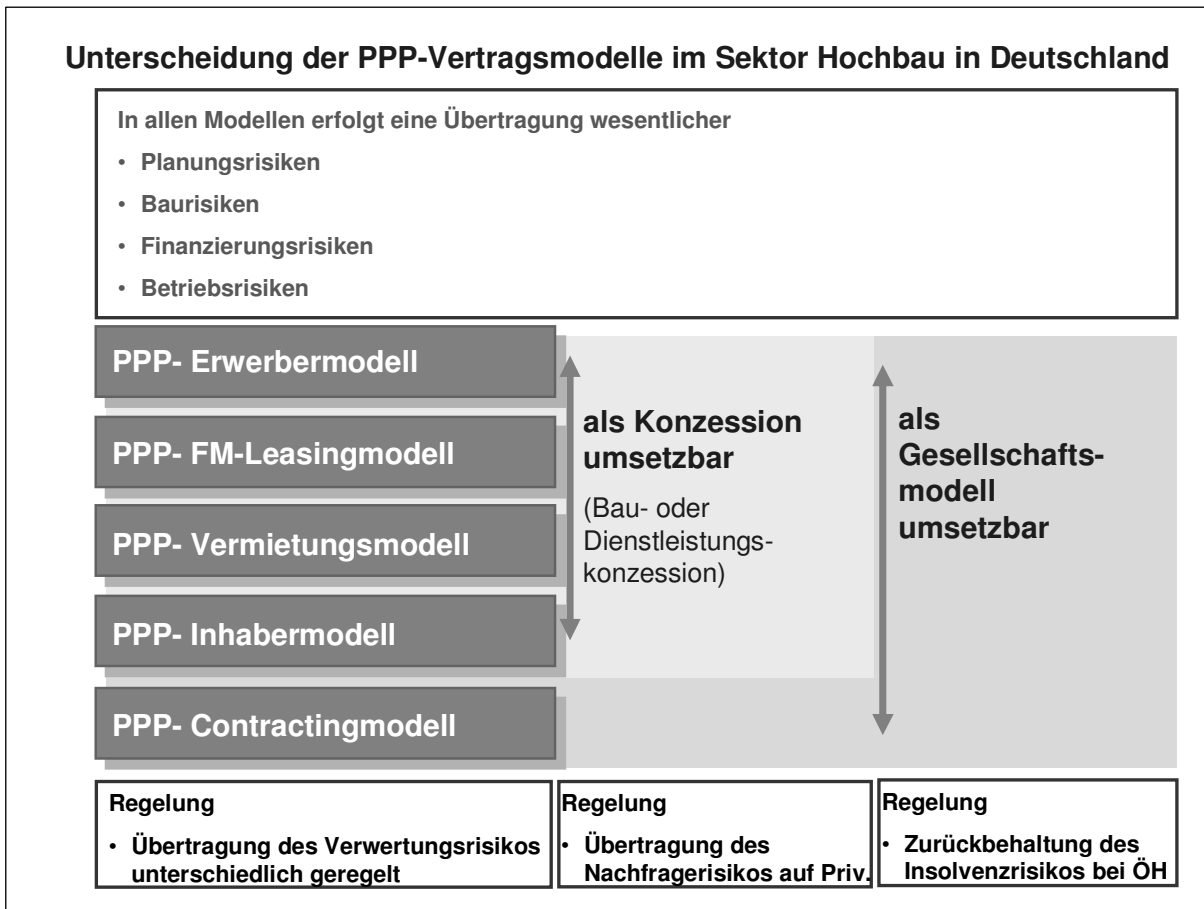 Unterscheidung der PPP-Vertragsmodelle im Sektor Hochbau in Deutschland
In allen Modellen erfolgt eine Übertragung wesentlicher
• Planungsrisiken
• Baurisiken
• Finanzierungsrisiken
• Betriebsrisiken
PPP- Erwerbermodell
PPP- FM-Leasingmodell
PPP- Vermietungsmodell
PPP- Inhabermodell
PPP- Contractingmodell
als Konzession
umsetzbar
(Bau- oder
Dienstleistungs-
konzession)
als
Gesellschafts-
modell
umsetzbar
Regelung
• Übertragung des Verwertungsrisikos
unterschiedlich geregelt
Regelung
• Übertragung des
Nachfragerisikos auf Priv.
Regelung
• Zurückbehaltung des
Insolvenzrisikos bei ÖH